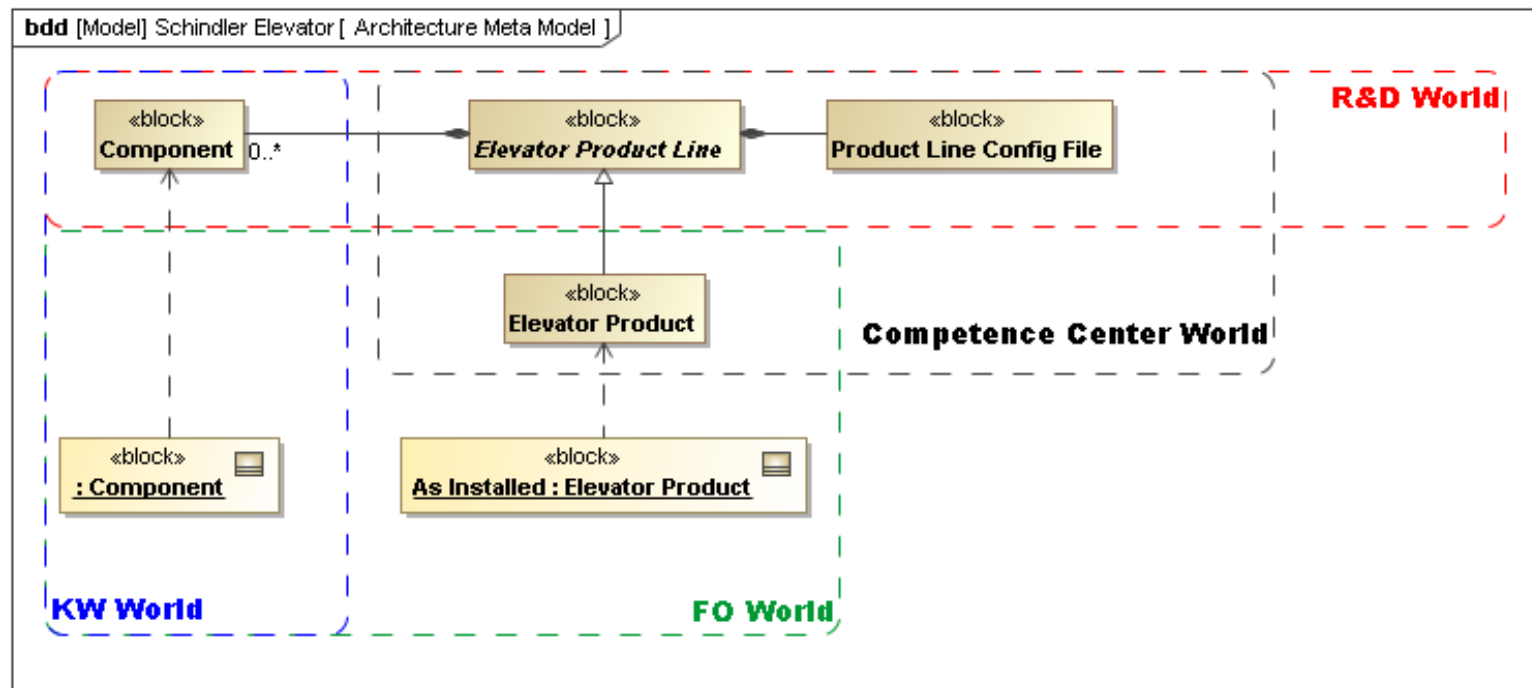 bdd [Model] Schindler Elevator [ Architecture Meta Model ]
R&D World
«block»
Component
0..*
«block»
Elevator Product Line
«block»
Product Line Config File
«block»
Elevator Product
Competence Center World
«block»
: Component
«block»
As Installed : Elevator Product
KW World
FO World